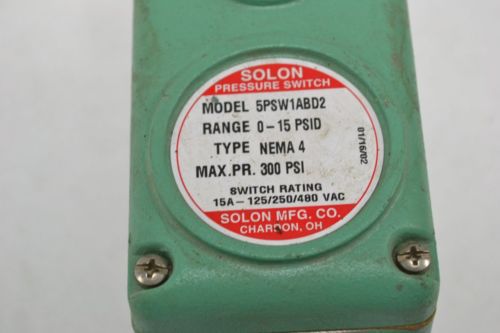 SOLON
PRESSURE SWITCH
MODEL 5PSW1ABD2
RANGE 0-15 PSID
TYPE NEMA 4
MAX.PR. 300 PSI
SWITCH RATING
15A-125/250/480 VAC
SOLON MFG. CO.
CHARDON, OH
01/16/02